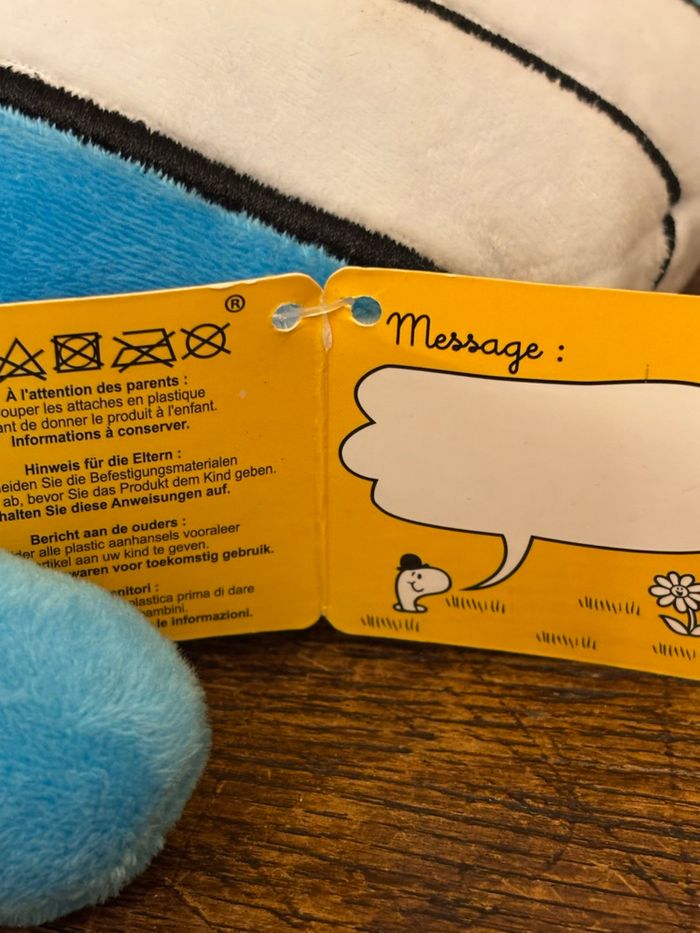 ®
À l'attention des parents :
ouper les attaches en plastique
ant de donner le produit à l'enfant.
Informations à conserver.
Hinweis für die Eltern :
eiden Sie die Befestigungsmaterialen
ab, bevor Sie das Produkt dem Kind geben.
halten Sie diese Anweisungen auf.
Bericht aan de ouders :
der alle plastic aanhansels vooraleer
rtikel aan uw kind te geven.
waren voor toekomstig gebruik.
nitori :
plastica prima di dare
bambini.
le informazioni.
Message :